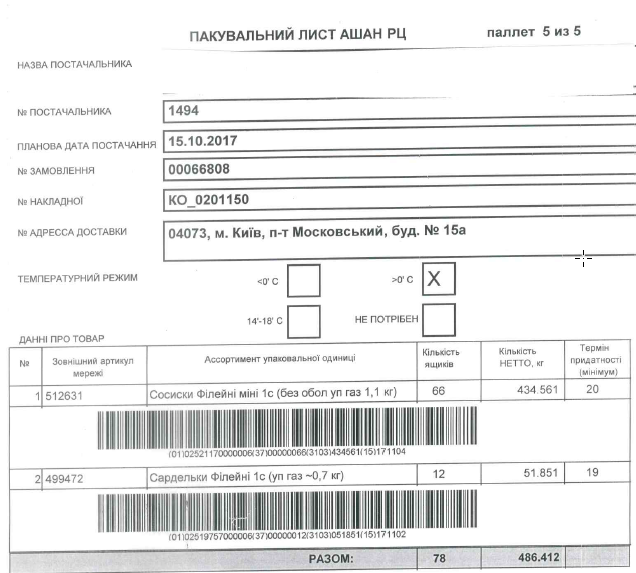 ПАКУВАЛЬНИЙ ЛИСТ АШАН РЦ паллет 5 из 5
НАЗВА ПОСТАЧАЛЬНИКА
№ ПОСТАЧАЛЬНИКА 1494
ПЛАНОВА ДАТА ПОСТАЧАННЯ 15.10.2017
№ ЗАМОВЛЕННЯ 00066808
№ НАКЛАДНОЇ КО_0201150
№ АДРЕССА ДОСТАВКИ 04073, м. Київ, п-т Московський, буд. № 15а
ТЕМПЕРАТУРНИЙ РЕЖИМ <0' С >0' С X
14'-18' С НЕ ПОТРІБЕН
ДАННІ ПРО ТОВАР
№ Зовнішний артикул мережі Ассортимент упаковальної одиниці Кількість ящиків Кількість НЕТТО, кг Термін придатності (мінімум)
1 512631 Сосиски Філейні міні 1с (без обол уп газ 1,1 кг) 66 434.561 20
(01)02521170000006(37)00000066(3103)434561(15)171104
2 499472 Сардельки Філейні 1с (уп газ ~0,7 кг) 12 51.851 19
(01)02519757000006(37)00000012(3103)051851(15)171102
РАЗОМ: 78 486.412